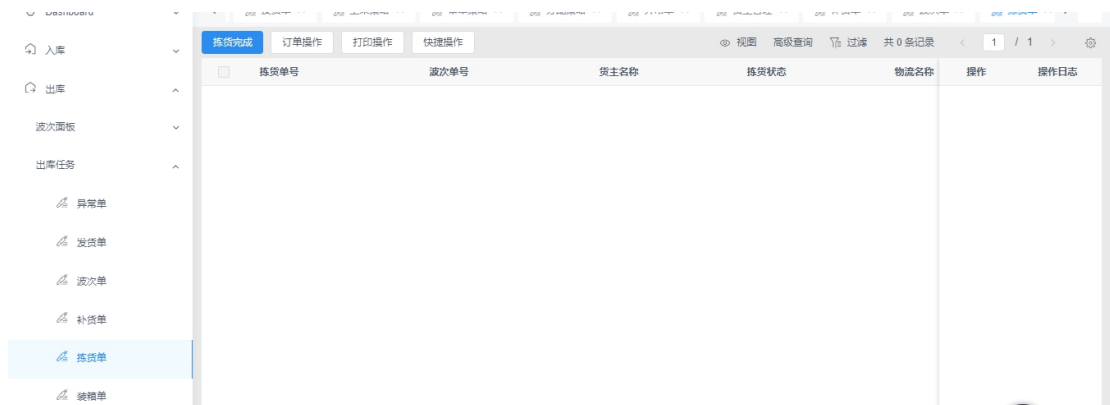 Dashboard
入库
出库
波次面板
出库任务
异常单
发货单
波次单
补货单
拣货单
装箱单
拣货完成 订单操作 打印操作 快捷操作 视图 高级查询 过滤 共 0 条记录 1 / 1
拣货单号 波次单号 货主名称 拣货状态 物流名称 操作 操作日志